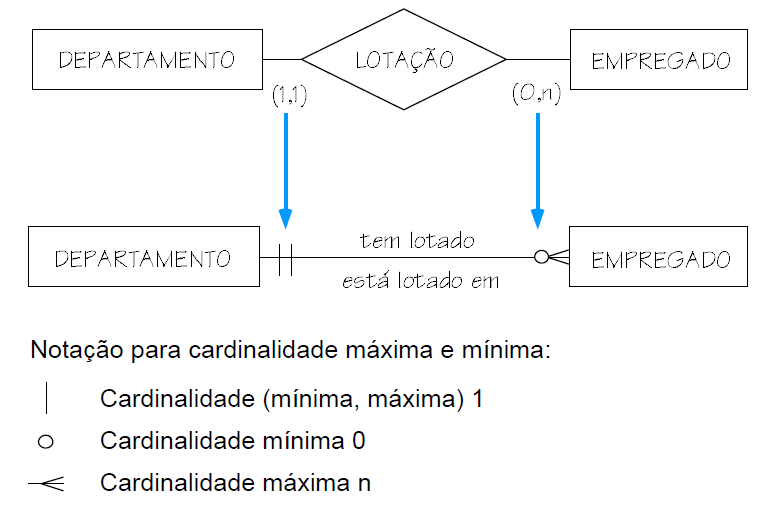 DEPARTAMENTO LOTAÇÃO EMPREGADO
(1,1) (0,n)
tem lotado
DEPARTAMENTO EMPREGADO
está lotado em
Notação para cardinalidade máxima e mínima:
Cardinalidade (mínima, máxima) 1
Cardinalidade mínima 0
Cardinalidade máxima n